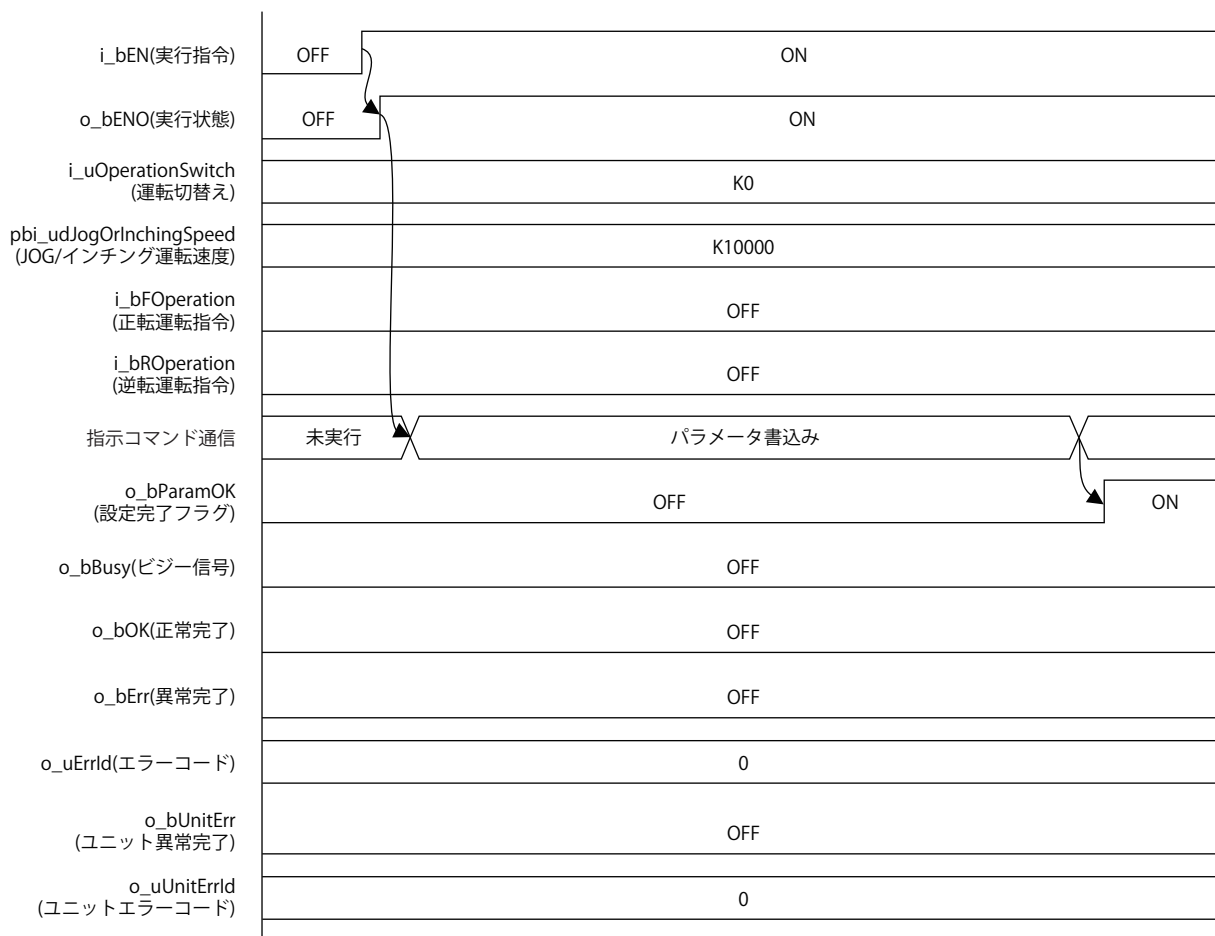 i_bEN(実行指令)
OFF
ON
o_bENO(実行状態)
OFF
ON
i_uOperationSwitch
(運転切替え)
K0
pbi_udJogOrInchingSpeed
(JOG/インチング運転速度)
K10000
i_bFOperation
(正転運転指令)
OFF
i_bROperation
(逆転運転指令)
OFF
指示コマンド通信
未実行
パラメータ書込み
o_bParamOK
(設定完了フラグ)
OFF
ON
o_bBusy(ビジー信号)
OFF
o_bOK(正常完了)
OFF
o_bErr(異常完了)
OFF
o_uErrId(エラーコード)
0
o_bUnitErr
(ユニット異常完了)
OFF
o_uUnitErrId
(ユニットエラーコード)
0